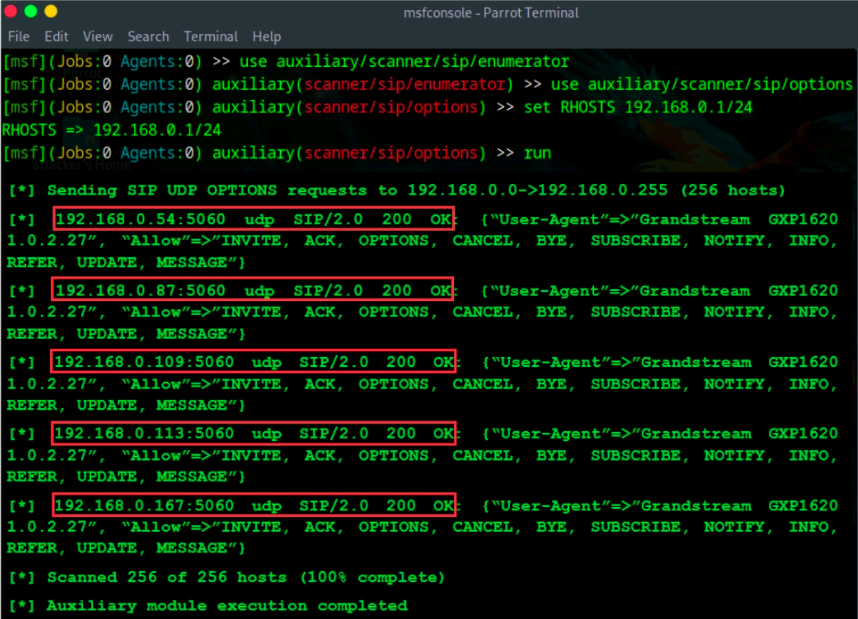 msfconsole - Parrot Terminal
File Edit View Search Terminal Help
[msf](Jobs:0 Agents:0) >> use auxiliary/scanner/sip/enumerator
[msf](Jobs:0 Agents:0) auxiliary(scanner/sip/enumerator) >> use auxiliary/scanner/sip/options
[msf](Jobs:0 Agents:0) auxiliary(scanner/sip/options) >> set RHOSTS 192.168.0.1/24
RHOSTS => 192.168.0.1/24
[msf](Jobs:0 Agents:0) auxiliary(scanner/sip/options) >> run
attacker's Home
[*] Sending SIP UDP OPTIONS requests to 192.168.0.0->192.168.0.255 (256 hosts)
[*] 192.168.0.54:5060 udp SIP/2.0 200 OK: {“User-Agent”=>”Grandstream GXP1620
1.0.2.27”, “Allow”=>”INVITE, ACK, OPTIONS, CANCEL, BYE, SUBSCRIBE, NOTIFY, INFO,
REFER, UPDATE, MESSAGE”}
[*] 192.168.0.87:5060 udp SIP/2.0 200 OK: {“User-Agent”=>”Grandstream GXP1620
1.0.2.27”, “Allow”=>”INVITE, ACK, OPTIONS, CANCEL, BYE, SUBSCRIBE, NOTIFY, INFO,
REFER, UPDATE, MESSAGE”}
[*] 192.168.0.109:5060 udp SIP/2.0 200 OK: {“User-Agent”=>”Grandstream GXP1620
1.0.2.27”, “Allow”=>”INVITE, ACK, OPTIONS, CANCEL, BYE, SUBSCRIBE, NOTIFY, INFO,
REFER, UPDATE, MESSAGE”}
[*] 192.168.0.113:5060 udp SIP/2.0 200 OK: {“User-Agent”=>”Grandstream GXP1620
1.0.2.27”, “Allow”=>”INVITE, ACK, OPTIONS, CANCEL, BYE, SUBSCRIBE, NOTIFY, INFO,
REFER, UPDATE, MESSAGE”}
[*] 192.168.0.167:5060 udp SIP/2.0 200 OK: {“User-Agent”=>”Grandstream GXP1620
1.0.2.27”, “Allow”=>”INVITE, ACK, OPTIONS, CANCEL, BYE, SUBSCRIBE, NOTIFY, INFO,
REFER, UPDATE, MESSAGE”}
[*] Scanned 256 of 256 hosts (100% complete)
[*] Auxiliary module execution completed